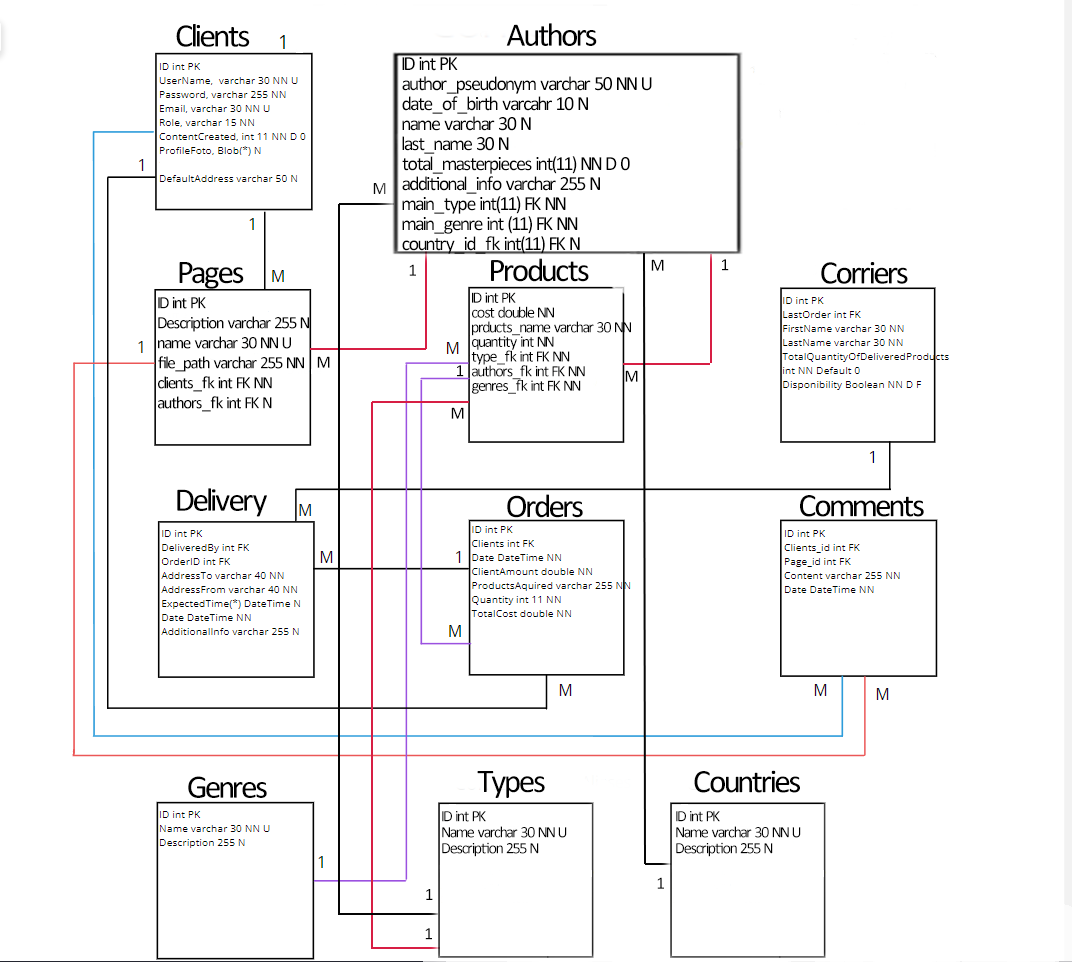 Clients
1
ID int PK
UserName, varchar 30 NN U
Password, varchar 255 NN
Email, varchar 30 NN U
Role, varchar 15 NN
ContentCreated, int 11 NN D 0
ProfileFoto, Blob(*) N
DefaultAddress varchar 50 N
1
1
M
Authors
ID int PK
author_pseudonym varchar 50 NN U
date_of_birth varcahr 10 N
name varchar 30 N
last_name 30 N
total_masterpieces int(11) NN D 0
additional_info varchar 255 N
main_type int(11) FK NN
main_genre int (11) FK NN
country_id_fk int(11) FK N
M
1
M
1
Pages
ID int PK
Description varchar 255 N
name varchar 30 NN U
file_path varchar 255 NN
clients_fk int FK NN
authors_fk int FK N
1
M
Products
ID int PK
cost double NN
prducts_name varchar 30 NN
quantity int NN
type_fk int FK NN
authors_fk int FK NN
genres_fk int FK NN
M
1
M
M
Corriers
ID int PK
LastOrder int FK
FirstName varchar 30 NN
LastName varchar 30 NN
TotalQuantityOfDeliveredProducts
int NN Default 0
Disponibility Boolean NN D F
1
Delivery
M
ID int PK
DeliveredBy int FK
OrderID int FK
AddressTo varchar 40 NN
AddressFrom varchar 40 NN
ExpectedTime(*) DateTime N
Date DateTime NN
AdditionalInfo varchar 255 N
M
Orders
1
ID int PK
Clients int FK
Date DateTime NN
ClientAmount double NN
ProductsAquired varchar 255 NN
Quantity int 11 NN
TotalCost double NN
M
M
Comments
ID int PK
Clients_id int FK
Page_id int FK
Content varchar 255 NN
Date DateTime NN
M
M
Genres
ID int PK
Name varchar 30 NN U
Description 255 N
1
Types
ID int PK
Name varchar 30 NN U
Description 255 N
1
1
Countries
ID int PK
Name varchar 30 NN U
Description 255 N
1